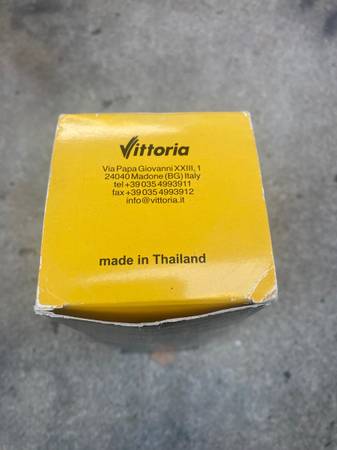 Vittoria
Via Papa Giovanni XXIII, 1
24040 Madone (BG) Italy
tel +39 035 4993911
fax +39 035 4993912
info@vittoria.it
made in Thailand